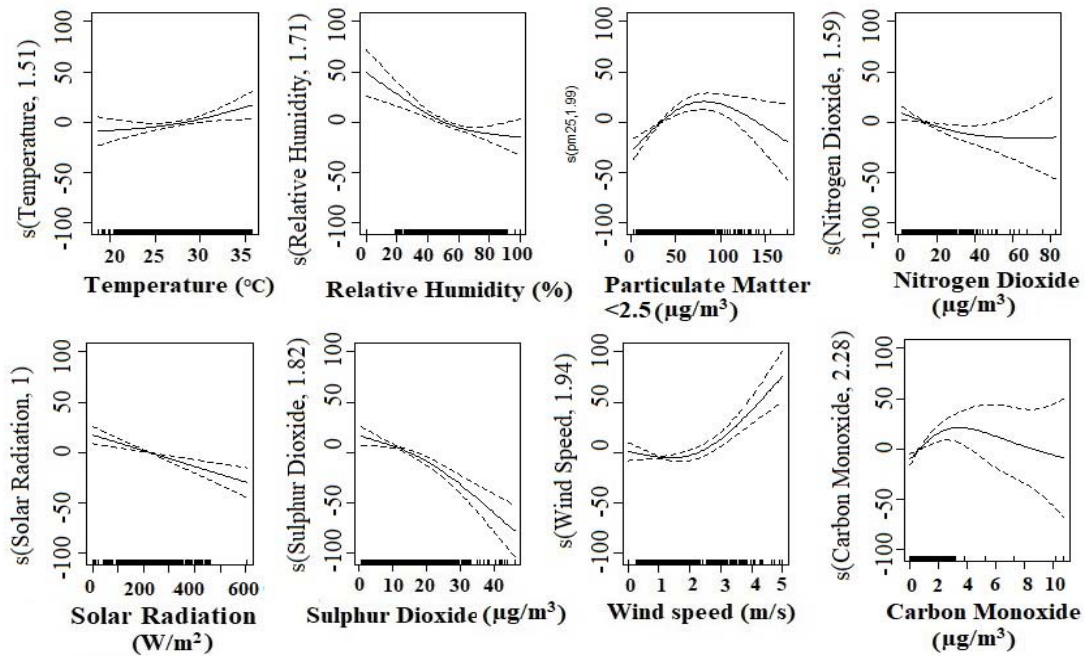 s(Temperature, 1.51)
-100 -50 0 50 100
20 25 30 35
Temperature (°C)
s(Relative Humidity, 1.71)
-100 -50 0 50 100
0 20 40 60 80 100
Relative Humidity (%)
s(pm25,1.99)
-100 -50 0 50 100
0 50 100 150
Particulate Matter
<2.5 (µg/m³)
s(Nitrogen Dioxide, 1.59)
-100 -50 0 50 100
0 20 40 60 80
Nitrogen Dioxide
(µg/m³)
s(Solar Radiation, 1)
-100 -50 0 50 100
0 200 400 600
Solar Radiation
(W/m²)
s(Sulphur Dioxide, 1.82)
-100 -50 0 50 100
0 10 20 30 40
Sulphur Dioxide (µg/m³)
s(Wind Speed, 1.94)
-100 -50 0 50 100
0 1 2 3 4 5
Wind speed (m/s)
s(Carbon Monoxide, 2.28)
-100 -50 0 50 100
0 2 4 6 8 10
Carbon Monoxide
(µg/m³)